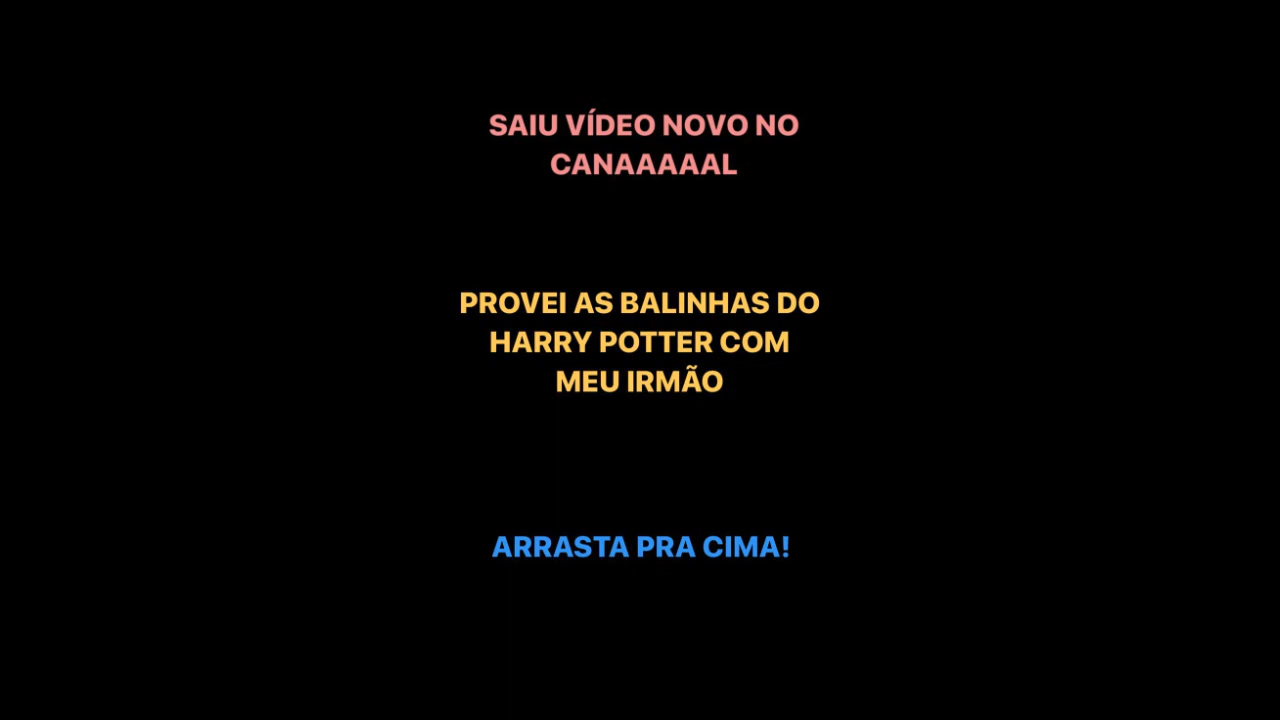 SAIU VÍDEO NOVO NO
CANAAAAAL
PROVEI AS BALINHAS DO
HARRY POTTER COM
MEU IRMÃO
ARRASTA PRA CIMA!